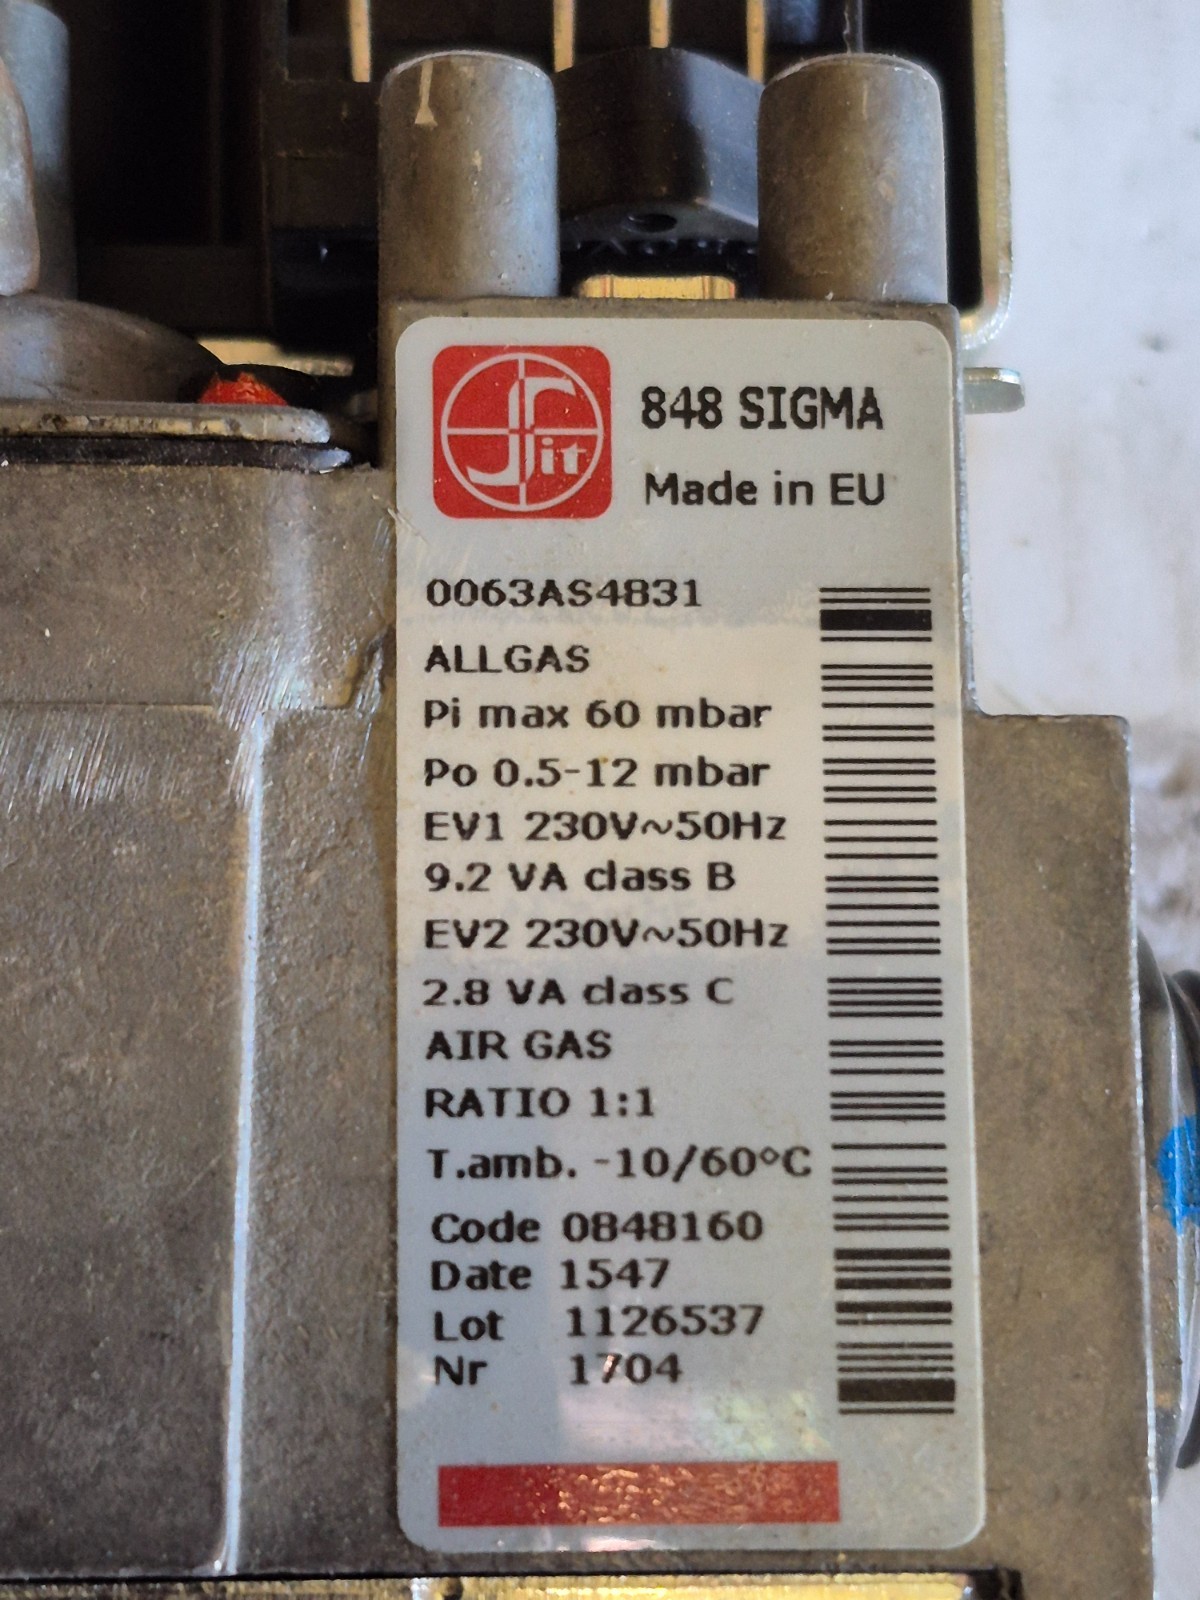 Sit
848 SIGMA
Made in EU
0063AS4831
ALLGAS
Pi max 60 mbar
Po 0.5-12 mbar
EV1 230V~50Hz
9.2 VA class B
EV2 230V~50Hz
2.8 VA class C
AIR GAS
RATIO 1:1
T.amb. -10/60°C
Code 0848160
Date 1547
Lot 1126537
Nr 1704